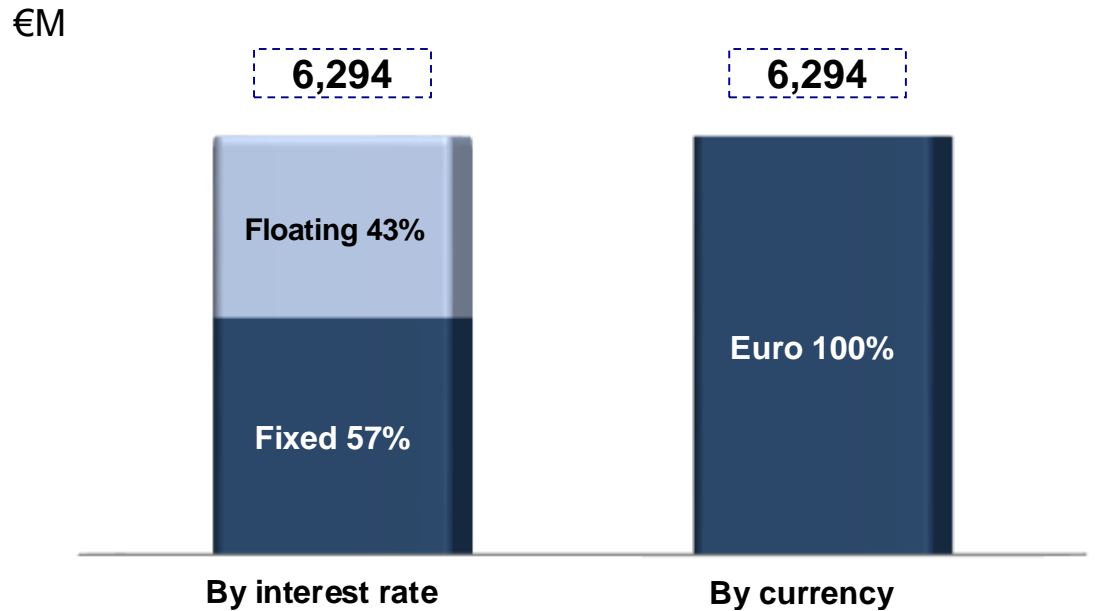 €M
6,294
6,294
Floating 43%
Euro 100%
Fixed 57%
By interest rate
By currency